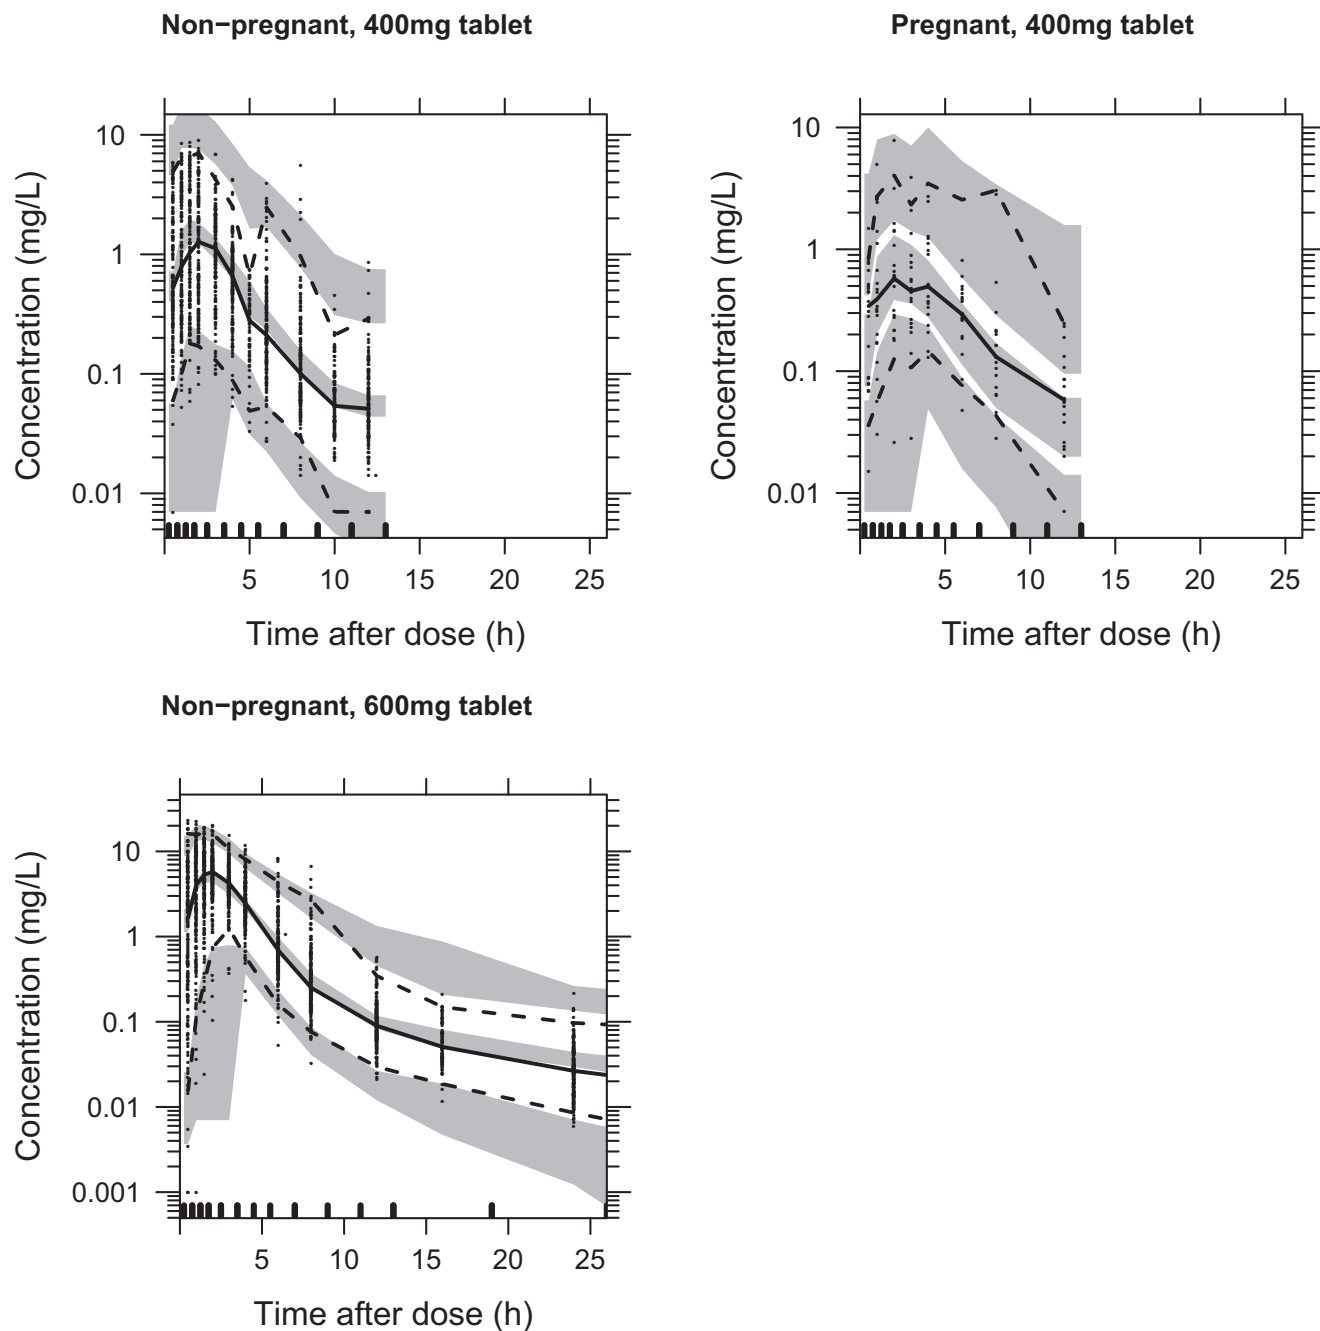 Non−pregnant, 400mg tablet
Concentration (mg/L)
10
1
0.1
0.01
5 10 15 20 25
Time after dose (h)
Pregnant, 400mg tablet
Concentration (mg/L)
10
1
0.1
0.01
5 10 15 20 25
Time after dose (h)
Non−pregnant, 600mg tablet
Concentration (mg/L)
10
1
0.1
0.01
0.001
5 10 15 20 25
Time after dose (h)